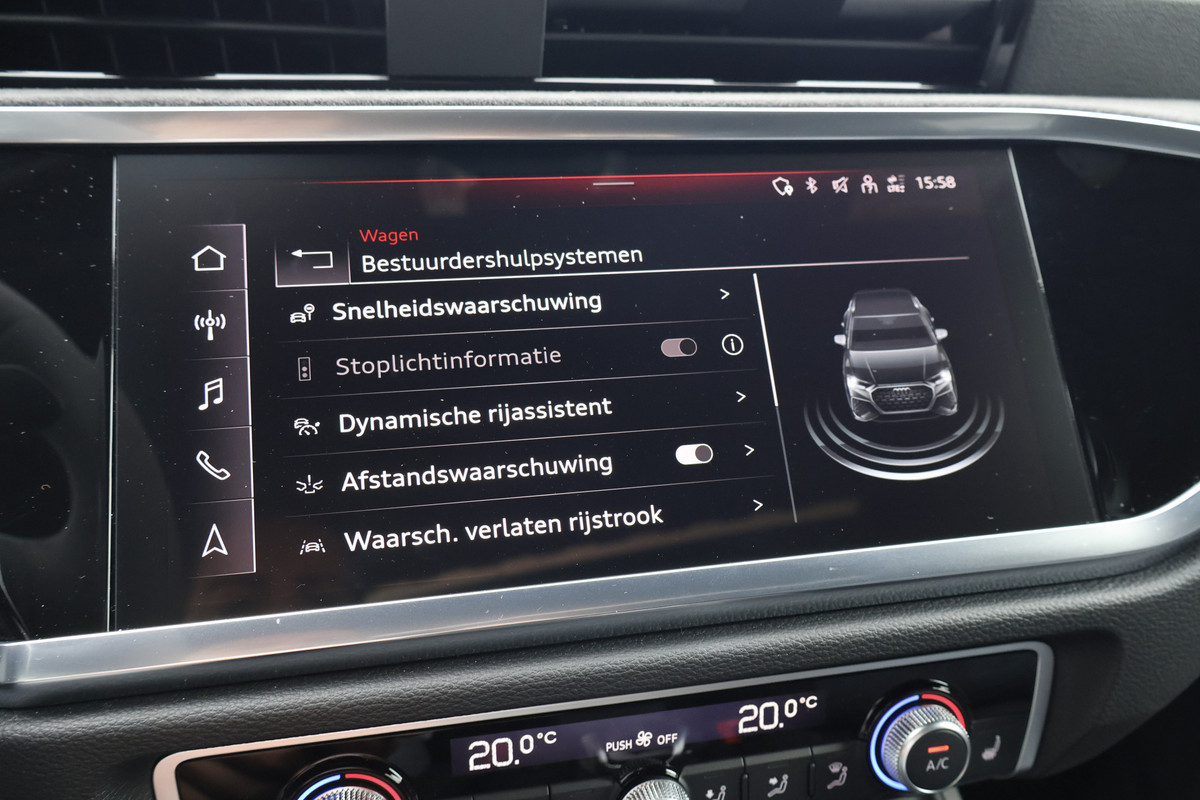 15:58
Wagen
Bestuurdershulpsystemen
Snelheidswaarschuwing
Stoplichtinformatie
Dynamische rijassistent
Afstandswaarschuwing
Waarsch. verlaten rijstrook
20.0°C
PUSH OFF
20.0°C
A/C